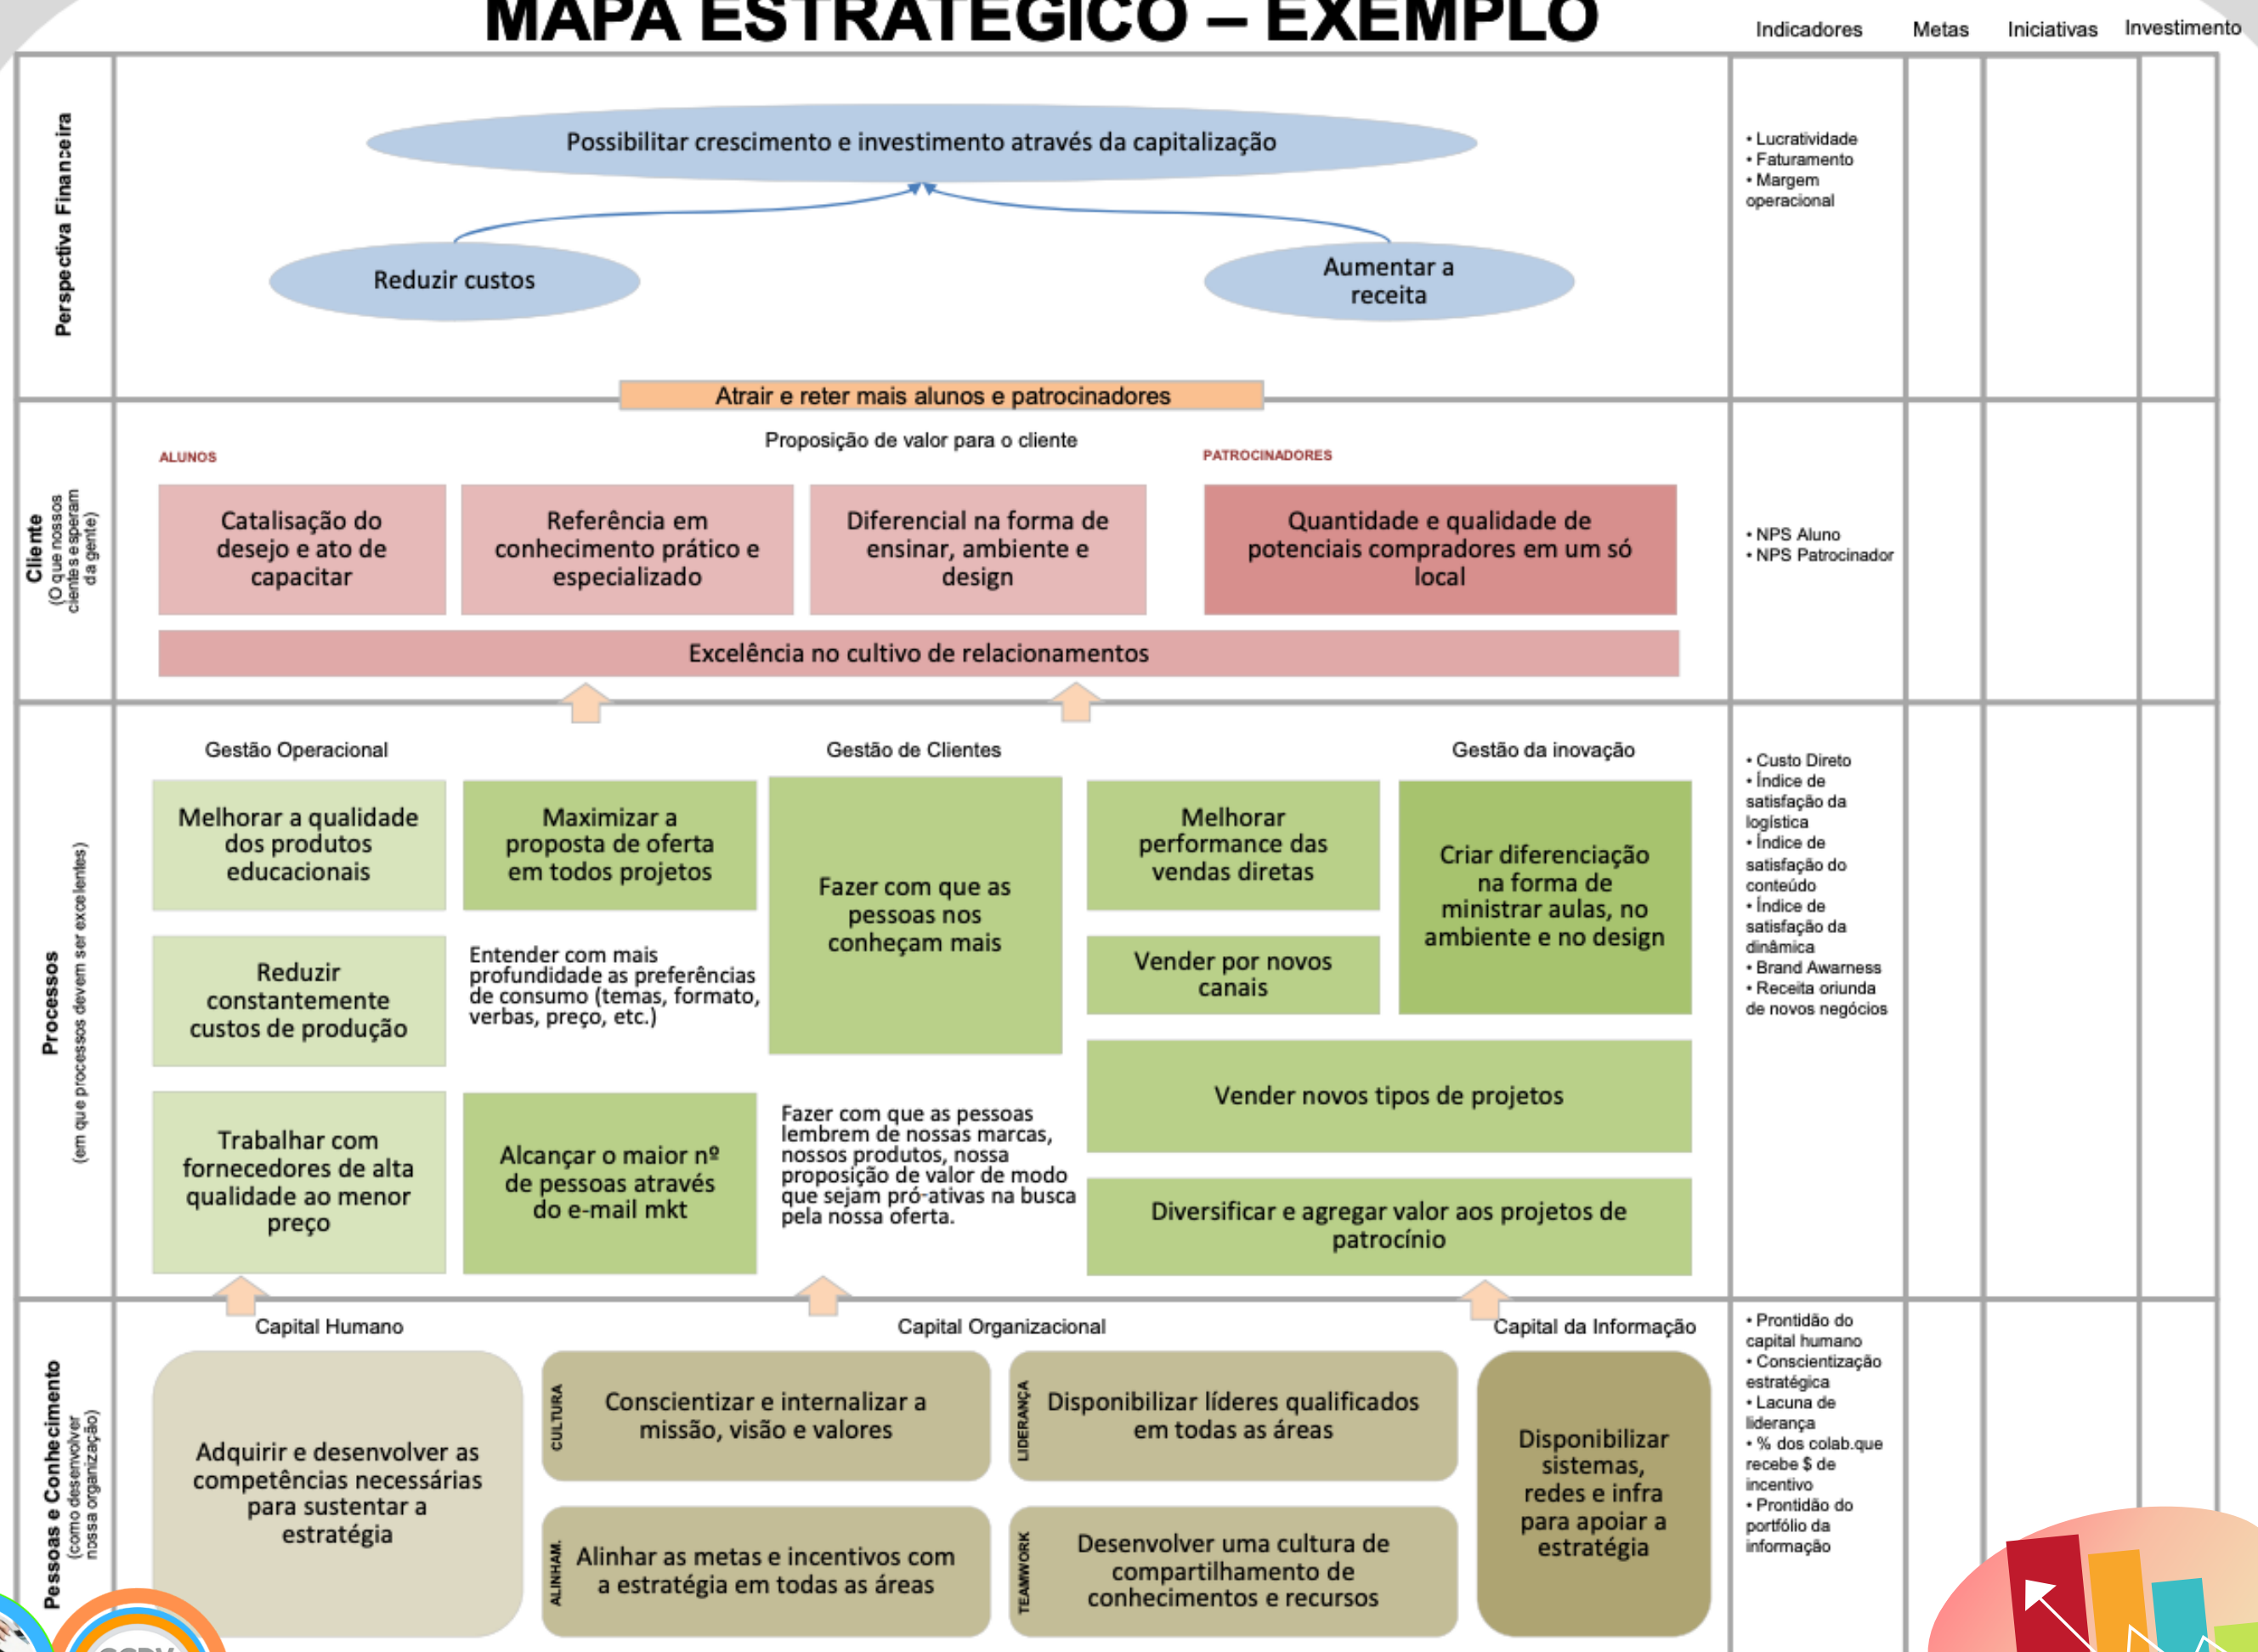 MAPA ESTRATÉGICO – EXEMPLO
Indicadores
Metas
Iniciativas
Investimento
Perspectiva Financeira
Possibilitar crescimento e investimento através da capitalização
Reduzir custos
Aumentar a
receita
• Lucratividade
• Faturamento
• Margem
operacional
Atrair e reter mais alunos e patrocinadores
Cliente
(O que nossos
clientes esperam
da gente)
Proposição de valor para o cliente
ALUNOS
PATROCINADORES
Catalisação do
desejo e ato de
capacitar
Referência em
conhecimento prático e
especializado
Diferencial na forma de
ensinar, ambiente e
design
Quantidade e qualidade de
potenciais compradores em um só
local
Excelência no cultivo de relacionamentos
• NPS Aluno
• NPS Patrocinador
Processos
(em que processos devem ser excelentes)
Gestão Operacional
Gestão de Clientes
Gestão da inovação
Melhorar a qualidade
dos produtos
educacionais
Reduzir
constantemente
custos de produção
Trabalhar com
fornecedores de alta
qualidade ao menor
preço
Maximizar a
proposta de oferta
em todos projetos
Entender com mais
profundidade as preferências
de consumo (temas, formato,
verbas, preço, etc.)
Alcançar o maior nº
de pessoas através
do e-mail mkt
Fazer com que as
pessoas nos
conheçam mais
Fazer com que as pessoas
lembrem de nossas marcas,
nossos produtos, nossa
proposição de valor de modo
que sejam pró-ativas na busca
pela nossa oferta.
Melhorar
performance das
vendas diretas
Vender por novos
canais
Criar diferenciação
na forma de
ministrar aulas, no
ambiente e no design
Vender novos tipos de projetos
Diversificar e agregar valor aos projetos de
patrocínio
• Custo Direto
• Índice de
satisfação da
logística
• Índice de
satisfação do
conteúdo
• Índice de
satisfação da
dinâmica
• Brand Awarness
• Receita oriunda
de novos negócios
Pessoas e Conhecimento
(como desenvolver
nossa organização)
Capital Humano
Capital Organizacional
Capital da Informação
Adquirir e desenvolver as
competências necessárias
para sustentar a
estratégia
CULTURA
Conscientizar e internalizar a
missão, visão e valores
LIDERANÇA
Disponibilizar líderes qualificados
em todas as áreas
ALINHAM.
Alinhar as metas e incentivos com
a estratégia em todas as áreas
TEAMWORK
Desenvolver uma cultura de
compartilhamento de
conhecimentos e recursos
Disponibilizar
sistemas,
redes e infra
para apoiar a
estratégia
• Prontidão do
capital humano
• Conscientização
estratégica
• Lacuna de
liderança
• % dos colab.que
recebe $ de
incentivo
• Prontidão do
portfólio da
informação